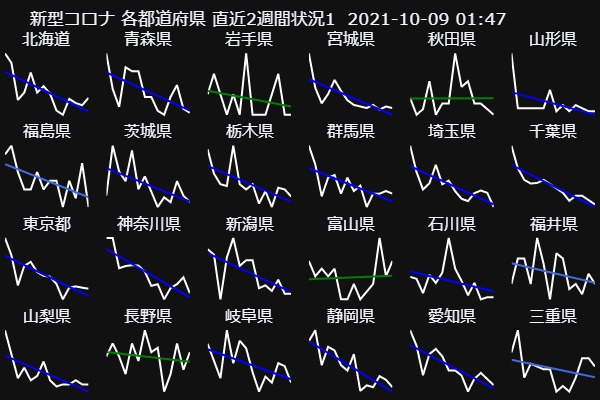 新型コロナ 各都道府県 直近2週間状況1 2021-10-09 01:47
北海道 青森県 岩手県 宮城県 秋田県 山形県
福島県 茨城県 栃木県 群馬県 埼玉県 千葉県
東京都 神奈川県 新潟県 富山県 石川県 福井県
山梨県 長野県 岐阜県 静岡県 愛知県 三重県